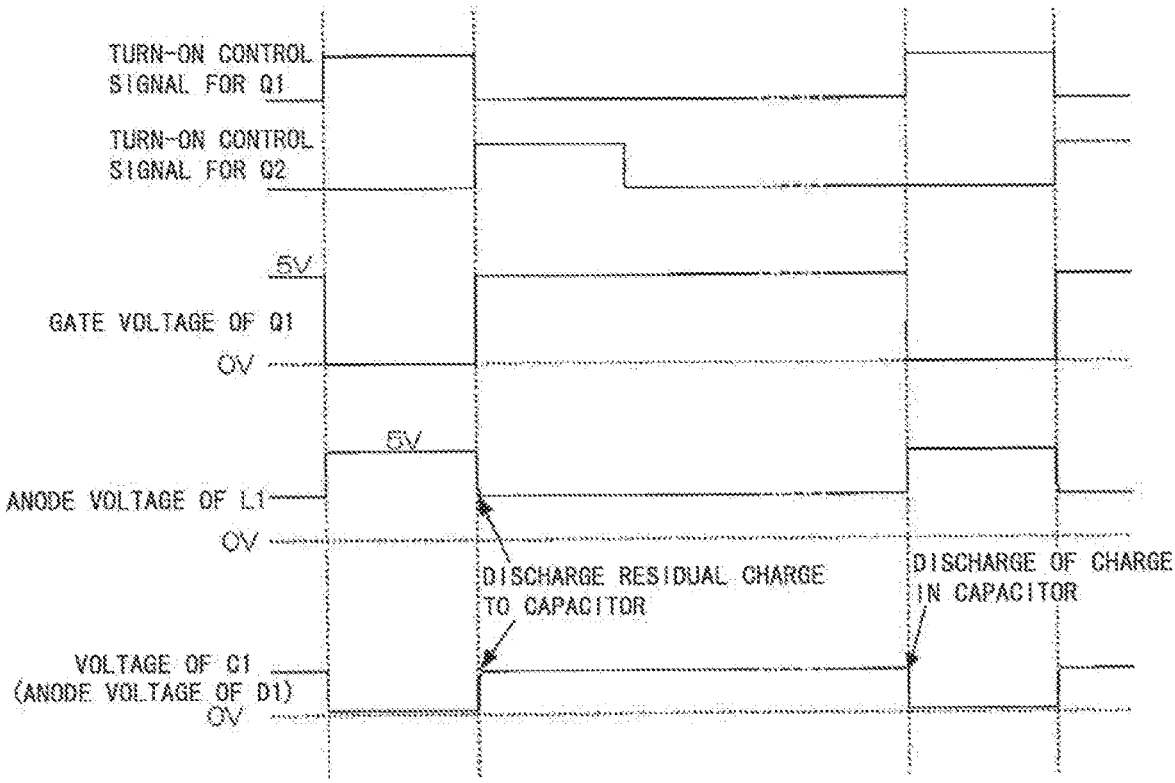 TURN-ON CONTROL
SIGNAL FOR Q1
TURN-ON CONTROL
SIGNAL FOR Q2
5V
GATE VOLTAGE OF Q1
0V
5V
ANODE VOLTAGE OF L1
0V
DISCHARGE RESIDUAL CHARGE
TO CAPACITOR
DISCHARGE OF CHARGE
IN CAPACITOR
VOLTAGE OF C1
(ANODE VOLTAGE OF D1)
0V